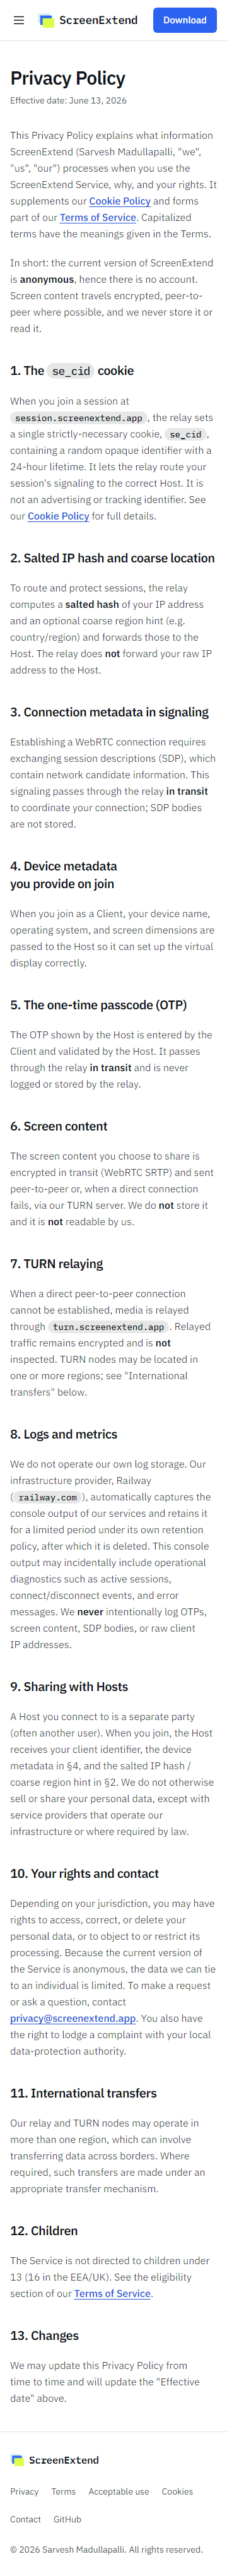 ScreenExtend
Download
Privacy Policy
Effective date: June 13, 2026
This Privacy Policy explains what information
ScreenExtend (Sarvesh Madullapalli, "we",
"us", "our") processes when you use the
ScreenExtend Service, why, and your rights. It
supplements our Cookie Policy and forms
part of our Terms of Service. Capitalized
terms have the meanings given in the Terms.
In short: the current version of ScreenExtend
is anonymous, hence there is no account.
Screen content travels encrypted, peer-to-
peer where possible, and we never store it or
read it.
1. The se_cid cookie
When you join a session at
session.screenextend.app, the relay sets
a single strictly-necessary cookie, se_cid,
containing a random opaque identifier with a
24-hour lifetime. It lets the relay route your
session's signaling to the correct Host. It is
not an advertising or tracking identifier. See
our Cookie Policy for full details.
2. Salted IP hash and coarse location
To route and protect sessions, the relay
computes a salted hash of your IP address
and an optional coarse region hint (e.g.
country/region) and forwards those to the
Host. The relay does not forward your raw IP
address to the Host.
3. Connection metadata in signaling
Establishing a WebRTC connection requires
exchanging session descriptions (SDP), which
contain network candidate information. This
signaling passes through the relay in transit
to coordinate your connection; SDP bodies
are not stored.
4. Device metadata
you provide on join
When you join as a Client, your device name,
operating system, and screen dimensions are
passed to the Host so it can set up the virtual
display correctly.
5. The one-time passcode (OTP)
The OTP shown by the Host is entered by the
Client and validated by the Host. It passes
through the relay in transit and is never
logged or stored by the relay.
6. Screen content
The screen content you choose to share is
encrypted in transit (WebRTC SRTP) and sent
peer-to-peer or, when a direct connection
fails, via our TURN server. We do not store it
and it is not readable by us.
7. TURN relaying
When a direct peer-to-peer connection
cannot be established, media is relayed
through turn.screenextend.app. Relayed
traffic remains encrypted and is not
inspected. TURN nodes may be located in
one or more regions; see "International
transfers" below.
8. Logs and metrics
We do not operate our own log storage. Our
infrastructure provider, Railway
(railway.com), automatically captures the
console output of our services and retains it
for a limited period under its own retention
policy, after which it is deleted. This console
output may incidentally include operational
diagnostics such as active sessions,
connect/disconnect events, and error
messages. We never intentionally log OTPs,
screen content, SDP bodies, or raw client
IP addresses.
9. Sharing with Hosts
A Host you connect to is a separate party
(often another user). When you join, the Host
receives your client identifier, the device
metadata in §4, and the salted IP hash /
coarse region hint in §2. We do not otherwise
sell or share your personal data, except with
service providers that operate our
infrastructure or where required by law.
10. Your rights and contact
Depending on your jurisdiction, you may have
rights to access, correct, or delete your
personal data, or to object to or restrict its
processing. Because the current version of
the Service is anonymous, the data we can tie
to an individual is limited. To make a request
or ask a question, contact
privacy@screenextend.app. You also have
the right to lodge a complaint with your local
data-protection authority.
11. International transfers
Our relay and TURN nodes may operate in
more than one region, which can involve
transferring data across borders. Where
required, such transfers are made under an
appropriate transfer mechanism.
12. Children
The Service is not directed to children under
13 (16 in the EEA/UK). See the eligibility
section of our Terms of Service.
13. Changes
We may update this Privacy Policy from
time to time and will update the "Effective
date" above.
ScreenExtend
Privacy Terms Acceptable use Cookies
Contact GitHub
© 2026 Sarvesh Madullapalli. All rights reserved.